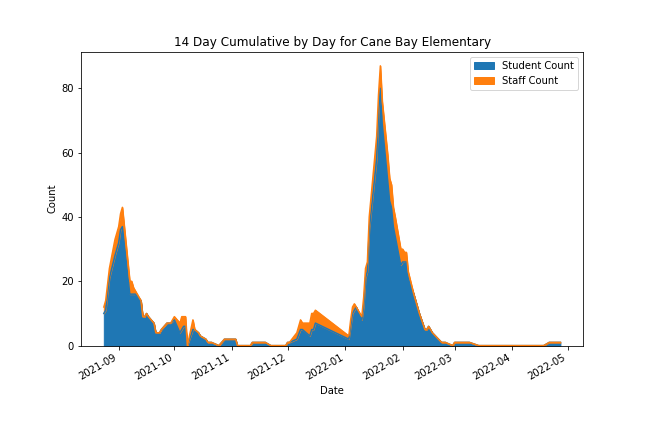 14 Day Cumulative by Day for Cane Bay Elementary
Student Count
Staff Count
Count
80
60
40
20
0
2021-09
2021-10
2021-11
2021-12
2022-01
2022-02
2022-03
2022-04
2022-05
Date